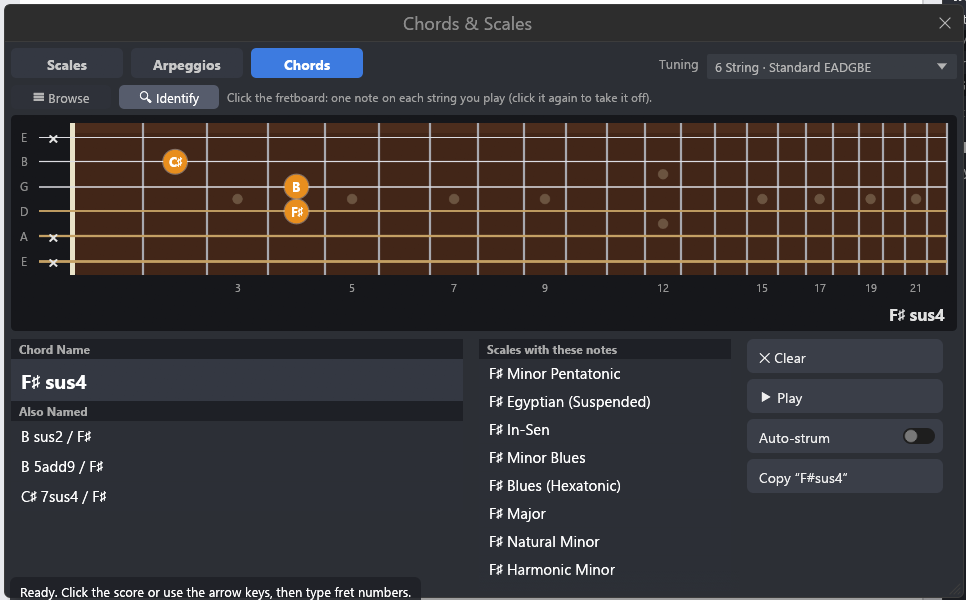 Chords & Scales
Scales
Arpeggios
Chords
Tuning
6 String · Standard EADGBE
Browse
Identify
Click the fretboard: one note on each string you play (click it again to take it off).
E
B
C♯
G
B
D
F♯
A
E
3 5 7 9 12 15 17 19 21
F♯ sus4
Chord Name
F♯ sus4
Also Named
B sus2 / F♯
B 5add9 / F♯
C♯ 7sus4 / F♯
Scales with these notes
F♯ Minor Pentatonic
F♯ Egyptian (Suspended)
F♯ In-Sen
F♯ Minor Blues
F♯ Blues (Hexatonic)
F♯ Major
F♯ Natural Minor
F♯ Harmonic Minor
Clear
Play
Auto-strum
Copy “F#sus4”
Ready. Click the score or use the arrow keys, then type fret numbers.